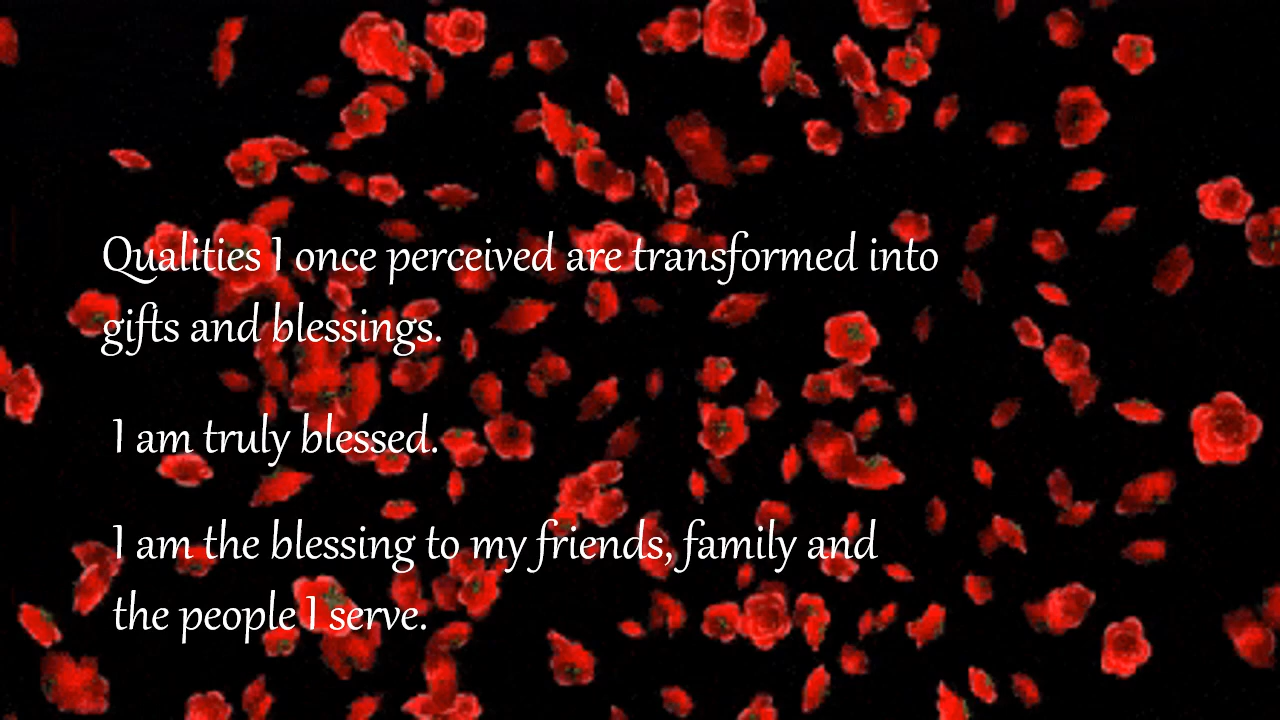 Qualities I once perceived are transformed into
gifts and blessings.
I am truly blessed.
I am the blessing to my friends, family and
the people I serve.